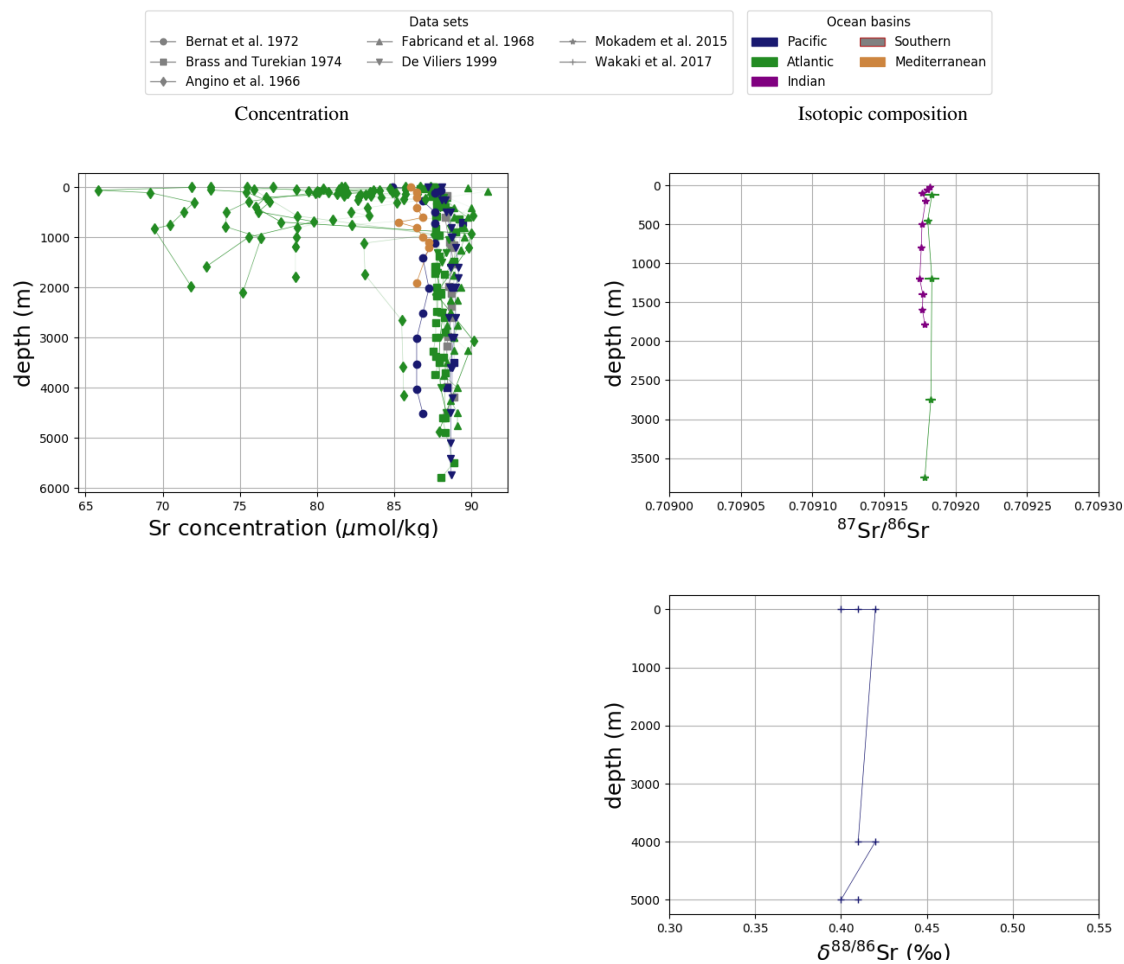 Data sets
Bernat et al. 1972
Brass and Turekian 1974
Angino et al. 1966
Fabricand et al. 1968
De Viliers 1999
Mokadem et al. 2015
Wakaki et al. 2017
Ocean basins
Pacific
Atlantic
Indian
Southern
Mediterranean
Concentration
Isotopic composition
0
1000
2000
3000
4000
5000
6000
depth (m)
65 70 75 80 85 90
Sr concentration (μmol/kg)
0
500
1000
1500
2000
2500
3000
3500
depth (m)
0.70900 0.70905 0.70910 0.70915 0.70920 0.70925 0.70930
⁸⁷Sr/⁸⁶Sr
0
1000
2000
3000
4000
5000
depth (m)
0.30 0.35 0.40 0.45 0.50 0.55
δ⁸⁸ᐟ⁸⁶Sr (‰)